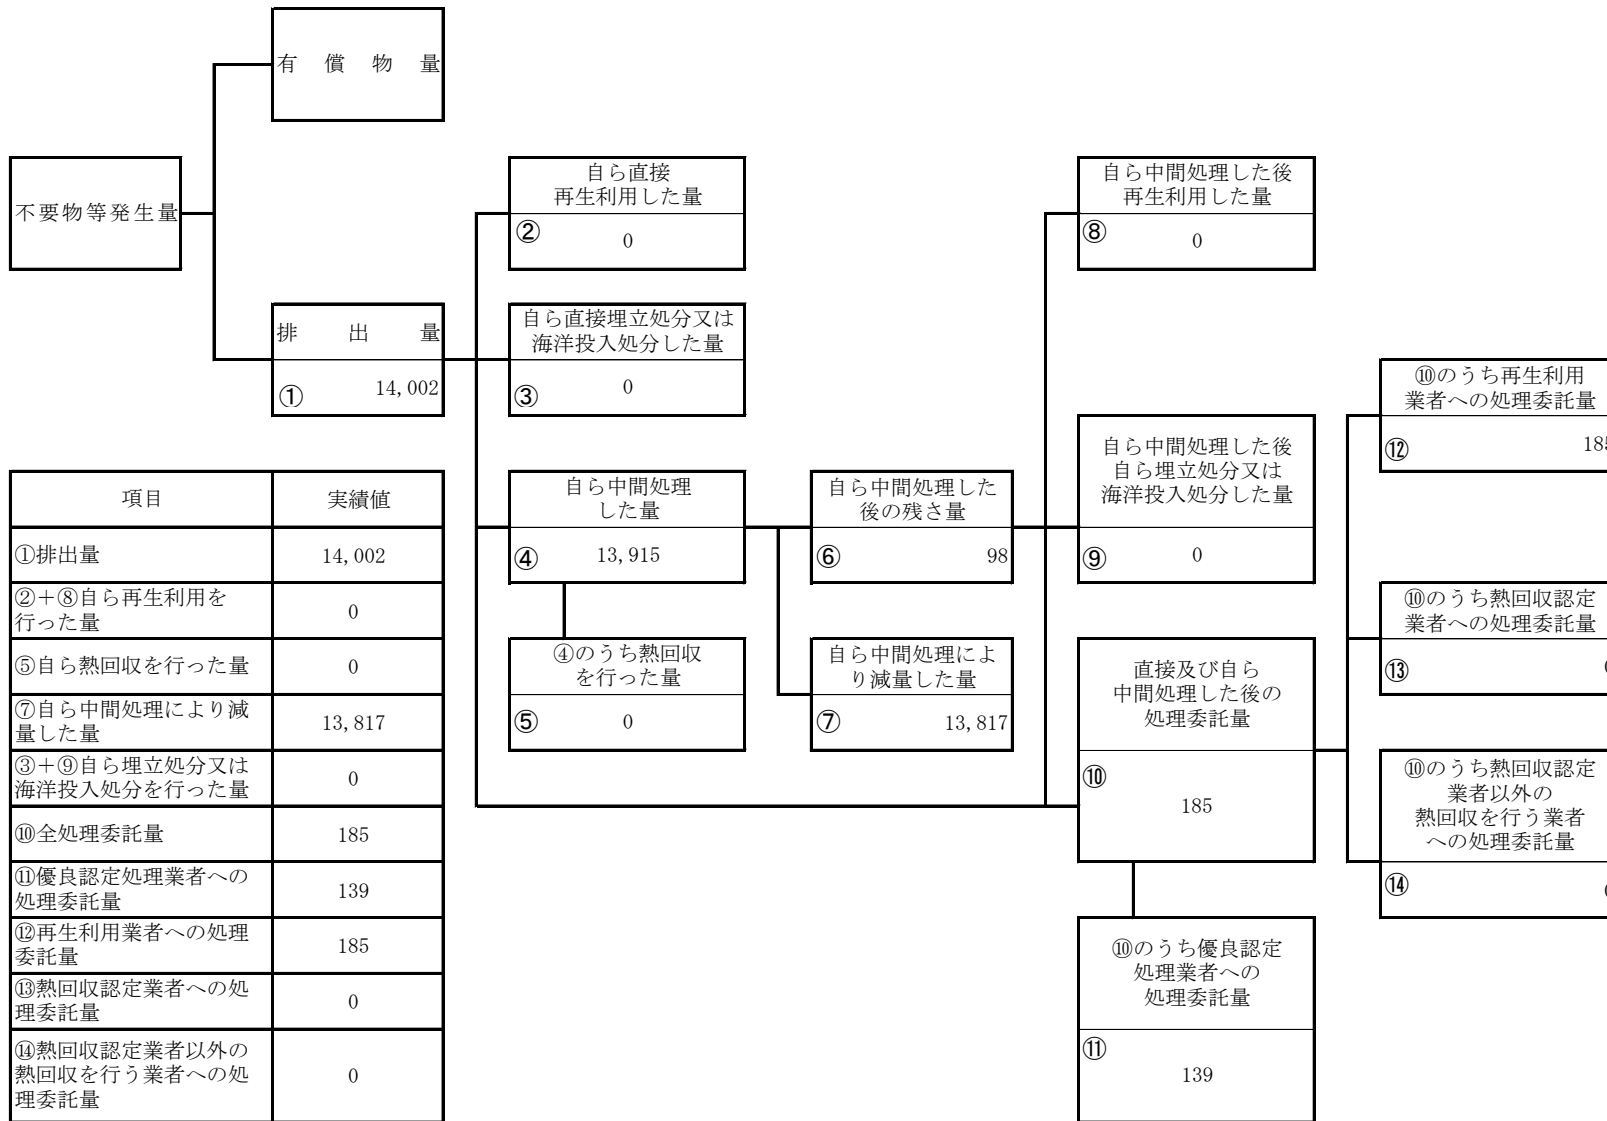 有償物量
不要物等発生量
排出量
① 14,002
自ら直接
再生利用した量
② 0
自ら直接埋立処分又は
海洋投入処分した量
③ 0
自ら中間処理
した量
④ 13,915
④のうち熱回収
を行った量
⑤ 0
自ら中間処理した
後の残さ量
⑥ 98
自ら中間処理によ
り減量した量
⑦ 13,817
自ら中間処理した後
再生利用した量
⑧ 0
自ら中間処理した後
自ら埋立処分又は
海洋投入処分した量
⑨ 0
直接及び自ら
中間処理した後の
処理委託量
⑩
185
⑩のうち優良認定
処理業者への
処理委託量
⑪
139
⑩のうち再生利用
業者への処理委託量
⑫ 185
⑩のうち熱回収認定
業者への処理委託量
⑬
⑩のうち熱回収認定
業者以外の
熱回収を行う業者
への処理委託量
⑭
項目 実績値
①排出量 14,002
②＋⑧自ら再生利用を
行った量 0
⑤自ら熱回収を行った量 0
⑦自ら中間処理により減
量した量 13,817
③＋⑨自ら埋立処分又は
海洋投入処分を行った量 0
⑩全処理委託量 185
⑪優良認定処理業者への
処理委託量 139
⑫再生利用業者への処理
委託量 185
⑬熱回収認定業者への処
理委託量 0
⑭熱回収認定業者以外の
熱回収を行う業者への処
理委託量 0